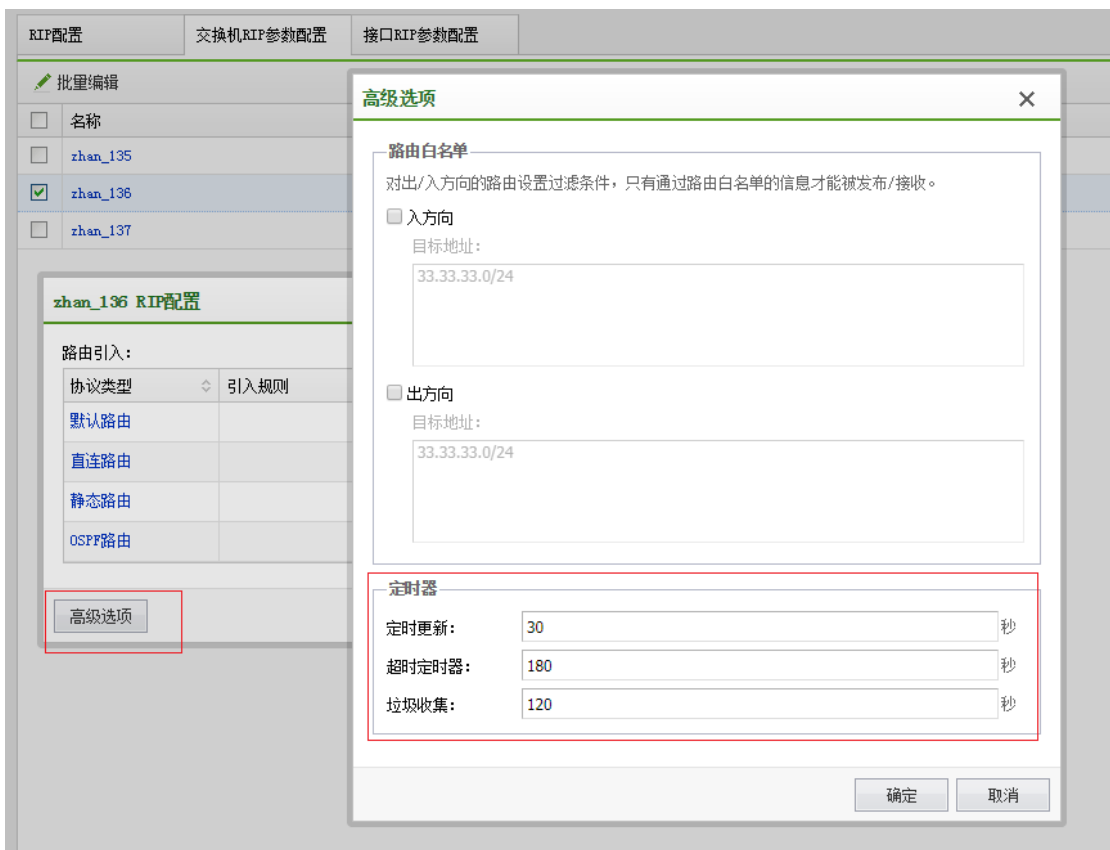 RIP配置
交换机RIP参数配置
接口RIP参数配置
批里编辑
名称
zhan_135
zhan_136
zhan_137
zhan_136 RIP配置
路由引入：
协议类型
引入规则
默认路由
直连路由
静态路由
OSPF路由
高级选项
高级选项
路由白名单
对出/入方向的路由设置过滤条件，只有通过路由白名单的信息才能被发布/接收。
入方向
目标地址：
33.33.33.0/24
出方向
目标地址：
33.33.33.0/24
定时器
定时更新：
30
秒
超时定时器：
180
秒
垃圾收集：
120
秒
确定
取消